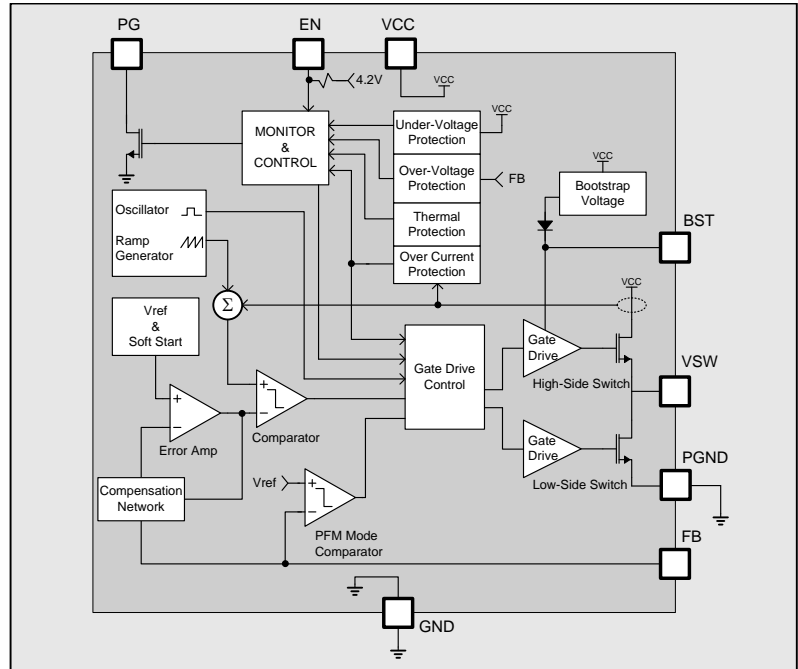 PG
EN
VCC
4.2V
VCC
MONITOR
&
CONTROL
Under-Voltage
Protection
VCC
Over-Voltage
Protection
FB
Thermal
Protection
Over Current
Protection
VCC
Bootstrap
Voltage
BST
Oscillator
Ramp
Generator
Σ
VCC
Vref
&
Soft Start
Gate Drive
Control
Gate
Drive
High-Side Switch
VSW
+
−
Error Amp
+
−
Comparator
Gate
Drive
Low-Side Switch
PGND
Compensation
Network
Vref
+
−
PFM Mode
Comparator
FB
GND